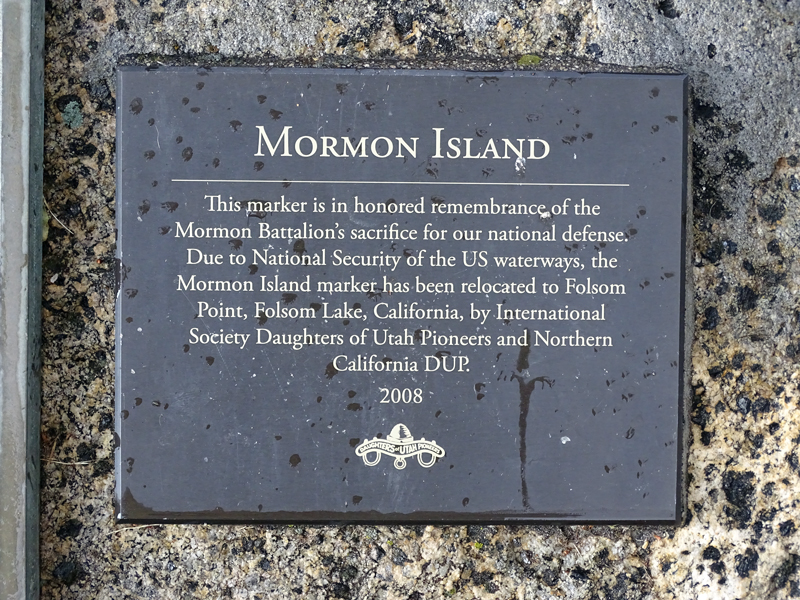 MORMON ISLAND
This marker is in honored remembrance of the
Mormon Battalion's sacrifice for our national defense.
Due to National Security of the US waterways, the
Mormon Island marker has been relocated to Folsom
Point, Folsom Lake, California, by International
Society Daughters of Utah Pioneers and Northern
California DUP.
2008
DAUGHTERS OF UTAH PIONEERS